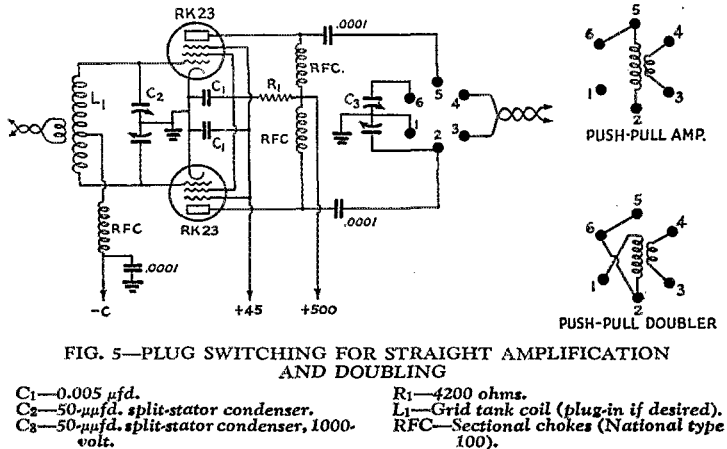 RK23
.0001
C1
RFC.
C2
L1
R1
C3
6
1
5
2
4
3
C1
RFC
RFC
RK23
.0001
.0001
-C
+45
+500
5
6
4
1
3
2
PUSH-PULL AMP.
5
6
4
1
3
2
PUSH-PULL DOUBLER
FIG. 5—PLUG SWITCHING FOR STRAIGHT AMPLIFICATION
AND DOUBLING
C1—0.005 μfd.
C2—50-μμfd. split-stator condenser.
C3—50-μμfd. split-stator condenser, 1000-
volt.
R1—4200 ohms.
L1—Grid tank coil (plug-in if desired).
RFC—Sectional chokes (National type
100).